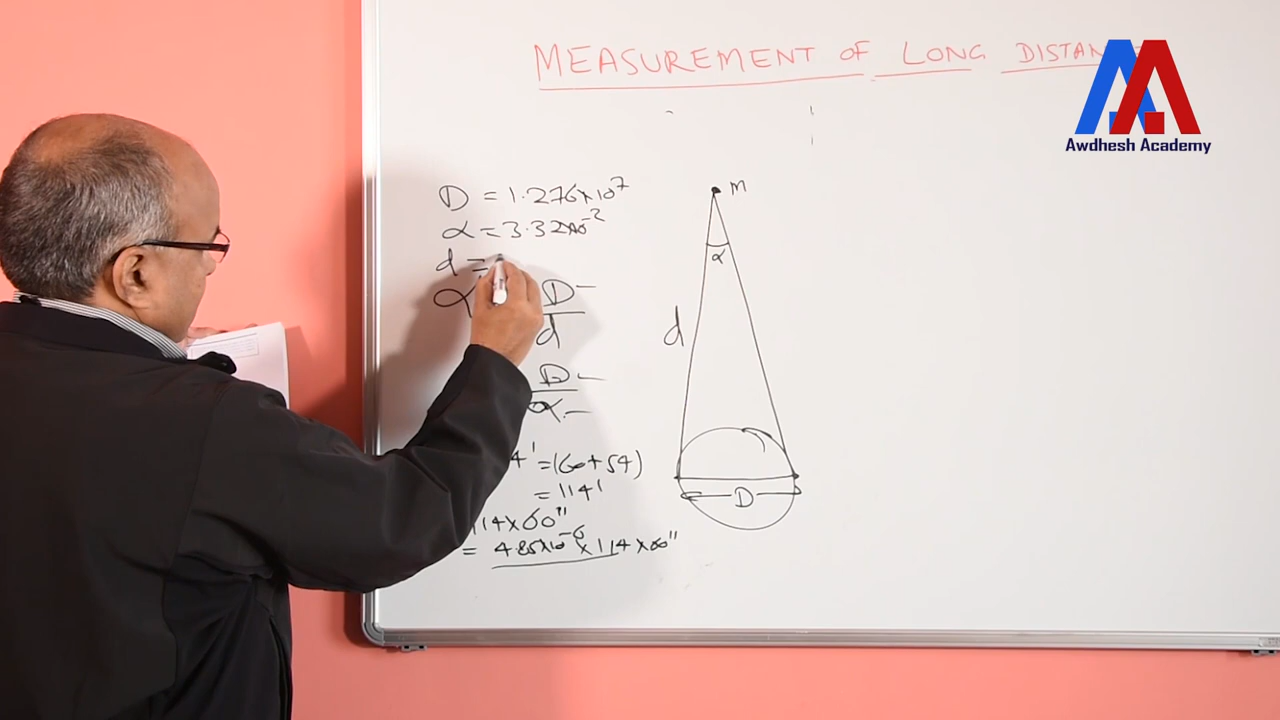 MEASUREMENT OF LONG DISTAN
Awdhesh Academy
D = 1.276×10⁷
α = 3.32×10⁻²
d =
α D
d
D
α
4' = (60+54)
= 114'
114×60"
= 4.85×10⁻⁶×114×60"
M
α
d
D